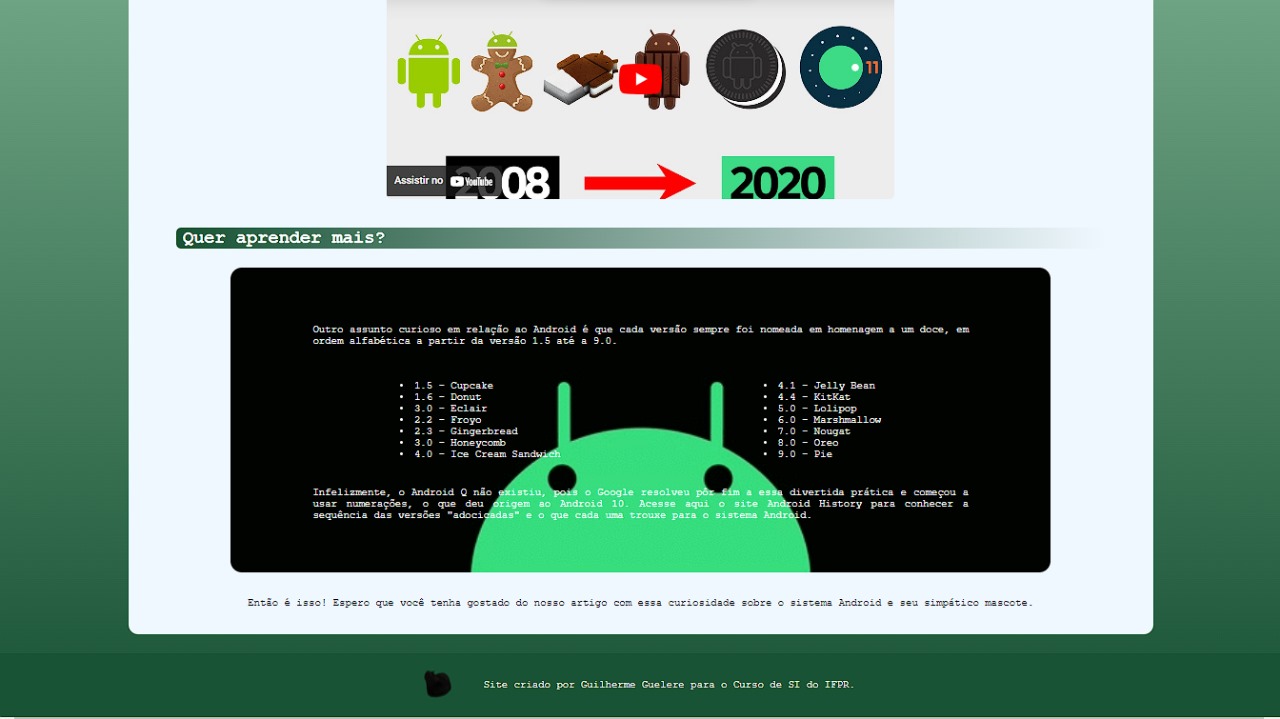 11
Assistir no YouTube
2008
2020
Quer aprender mais?
Outro assunto curioso em relação ao Android é que cada versão sempre foi nomeada em homenagem a um doce, em
ordem alfabética a partir da versão 1.5 até a 9.0.
• 1.5 - Cupcake
• 1.6 - Donut
• 3.0 - Eclair
• 2.2 - Froyo
• 2.3 - Gingerbread
• 3.0 - Honeycomb
• 4.0 - Ice Cream Sandwich
• 4.1 - Jelly Bean
• 4.4 - KitKat
• 5.0 - Lolipop
• 6.0 - Marshmallow
• 7.0 - Nougat
• 8.0 - Oreo
• 9.0 - Pie
Infelizmente, o Android Q não existiu, pois o Google resolveu pôr fim a essa divertida prática e começou a
usar numerações, o que deu origem ao Android 10. Acesse aqui o site Android History para conhecer a
sequência das versões "adocicadas" e o que cada uma trouxe para o sistema Android.
Então é isso! Espero que você tenha gostado do nosso artigo com essa curiosidade sobre o sistema Android e seu simpático mascote.
Site criado por Guilherme Guelere para o Curso de SI do IFPR.